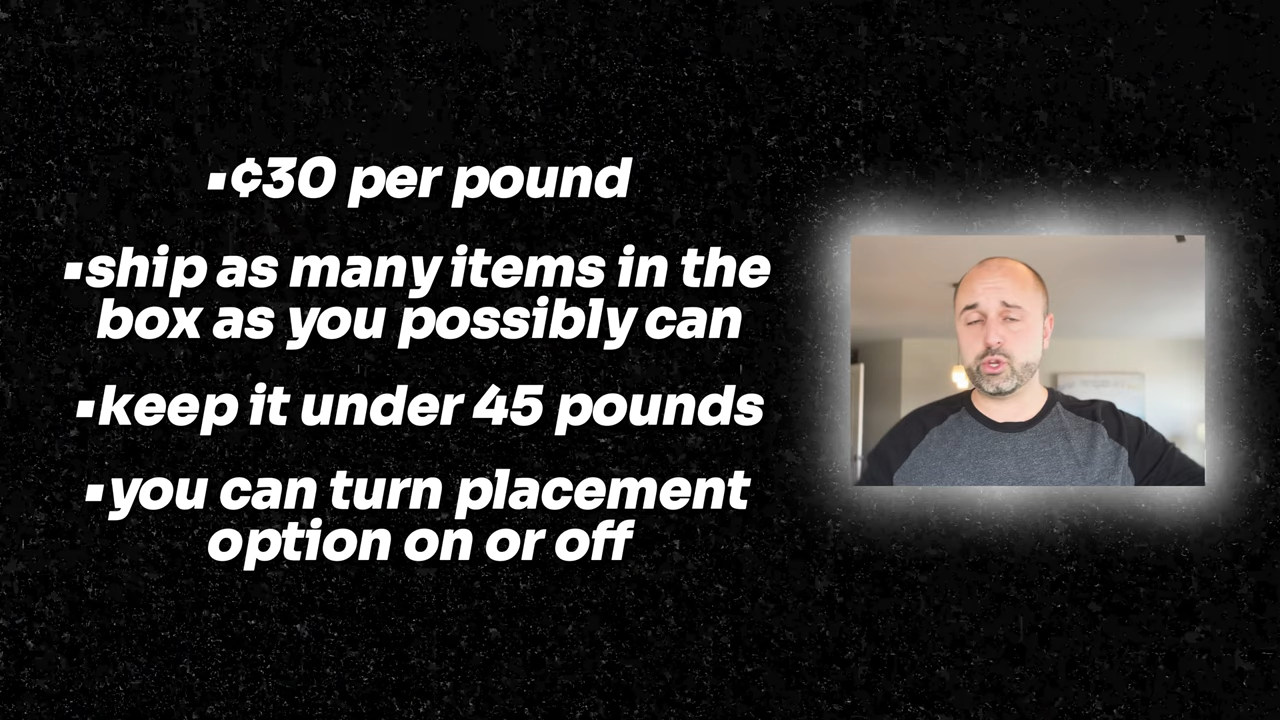 ▪¢30 per pound
▪ship as many items in the
box as you possibly can
▪keep it under 45 pounds
▪you can turn placement
option on or off